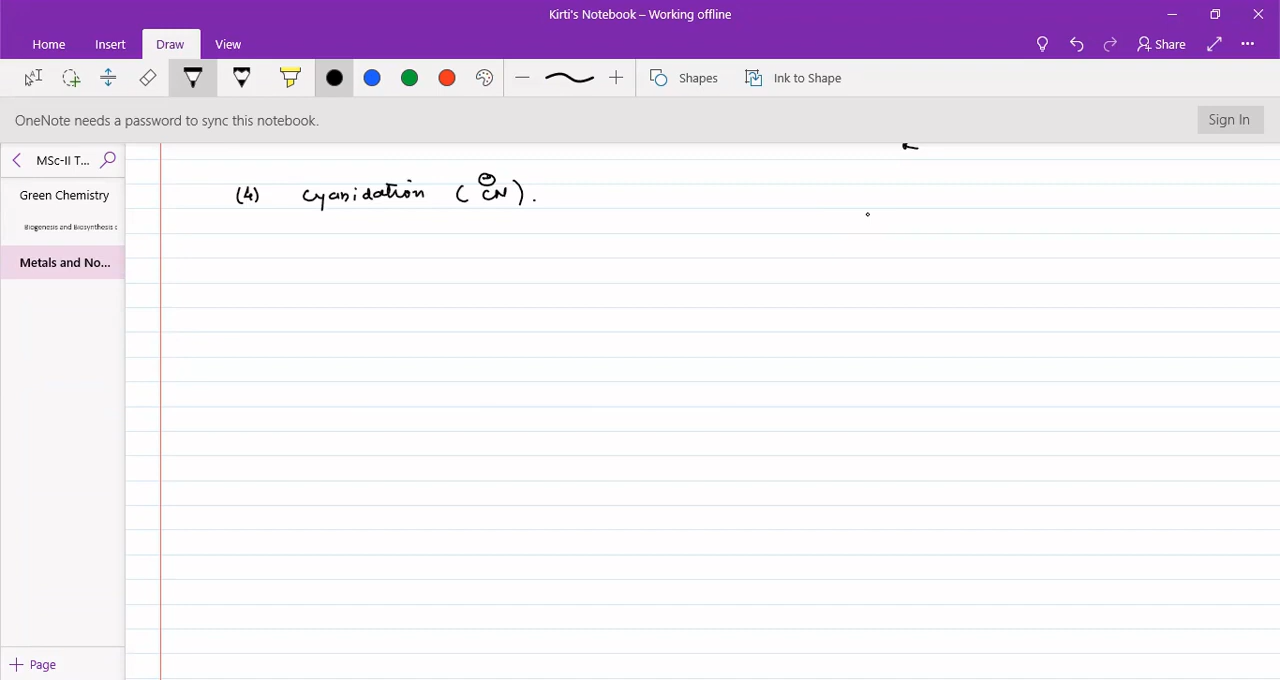 Kirti's Notebook – Working offline
Home Insert Draw View Share
Shapes Ink to Shape
OneNote needs a password to sync this notebook. Sign In
MSc-II T...
Green Chemistry
Biogenesis and Biosynthesis o
Metals and No...
(4) Cyanidation ( ⊖CN ).
+ Page